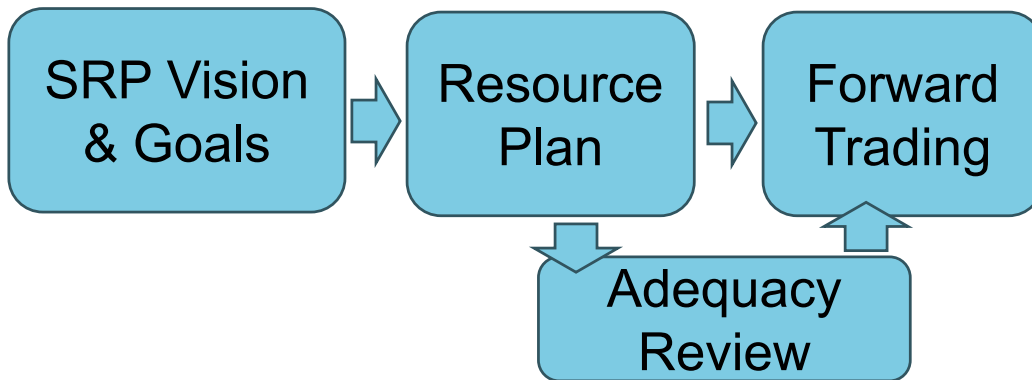 SRP Vision
& Goals
Resource
Plan
Forward
Trading
Adequacy
Review